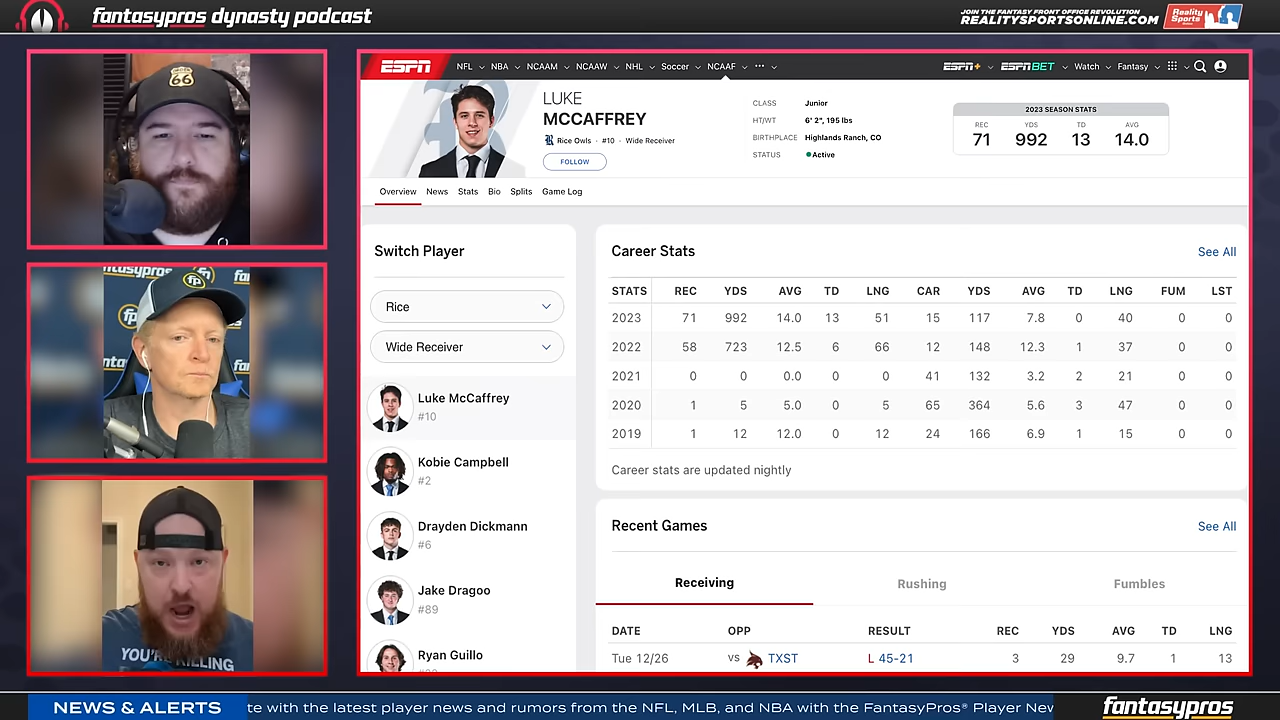 fantasypros dynasty podcast
JOIN THE FANTASY FRONT OFFICE REVOLUTION
REALITYSPORTSONLINE.COM
Reality Sports Online
ESPN
NFL NBA NCAAM NCAAW NHL Soccer NCAAF ...
ESPN+ ESPN BET Watch Fantasy
LUKE
MCCAFFREY
Rice Owls · #10 · Wide Receiver
FOLLOW
CLASS Junior
HT/WT 6' 2", 195 lbs
BIRTHPLACE Highlands Ranch, CO
STATUS Active
2023 SEASON STATS
REC YDS TD AVG
71 992 13 14.0
Overview News Stats Bio Splits Game Log
Switch Player
Rice
Wide Receiver
Luke McCaffrey
#10
Kobie Campbell
#2
Drayden Dickmann
#6
Jake Dragoo
#89
Ryan Guillo
Career Stats See All
STATS REC YDS AVG TD LNG CAR YDS AVG TD LNG FUM LST
2023 71 992 14.0 13 51 15 117 7.8 0 40 0 0
2022 58 723 12.5 6 66 12 148 12.3 1 37 0 0
2021 0 0 0.0 0 0 41 132 3.2 2 21 0 0
2020 1 5 5.0 0 5 65 364 5.6 3 47 0 0
2019 1 12 12.0 0 12 24 166 6.9 1 15 0 0
Career stats are updated nightly
Recent Games See All
Receiving Rushing Fumbles
DATE OPP RESULT REC YDS AVG TD LNG
Tue 12/26 vs TXST L 45-21 3 29 9.7 1 13
66
fp
YOU'RE KILLING
NEWS & ALERTS
te with the latest player news and rumors from the NFL, MLB, and NBA with the FantasyPros® Player New
fantasypros